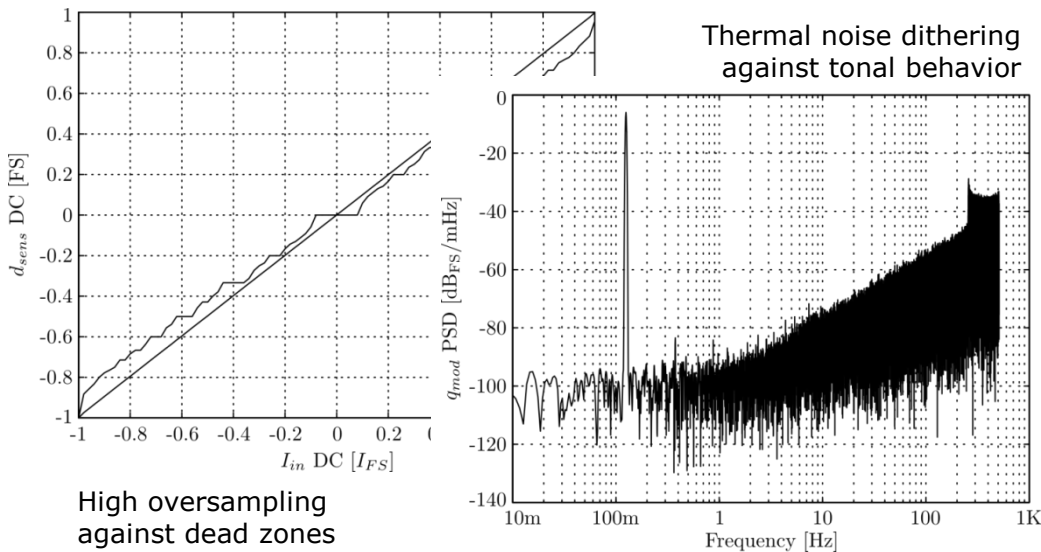 Thermal noise dithering
against tonal behavior
1
0.8
0.6
0.4
0.2
0
-0.2
-0.4
-0.6
-0.8
-1
d_sens DC [FS]
-1 -0.8 -0.6 -0.4 -0.2 0 0.2
I_in DC [I_FS]
High oversampling
against dead zones
0
-20
-40
-60
-80
-100
-120
-140
q_mod PSD [dB_FS/mHz]
10m 100m 1 10 100 1K
Frequency [Hz]